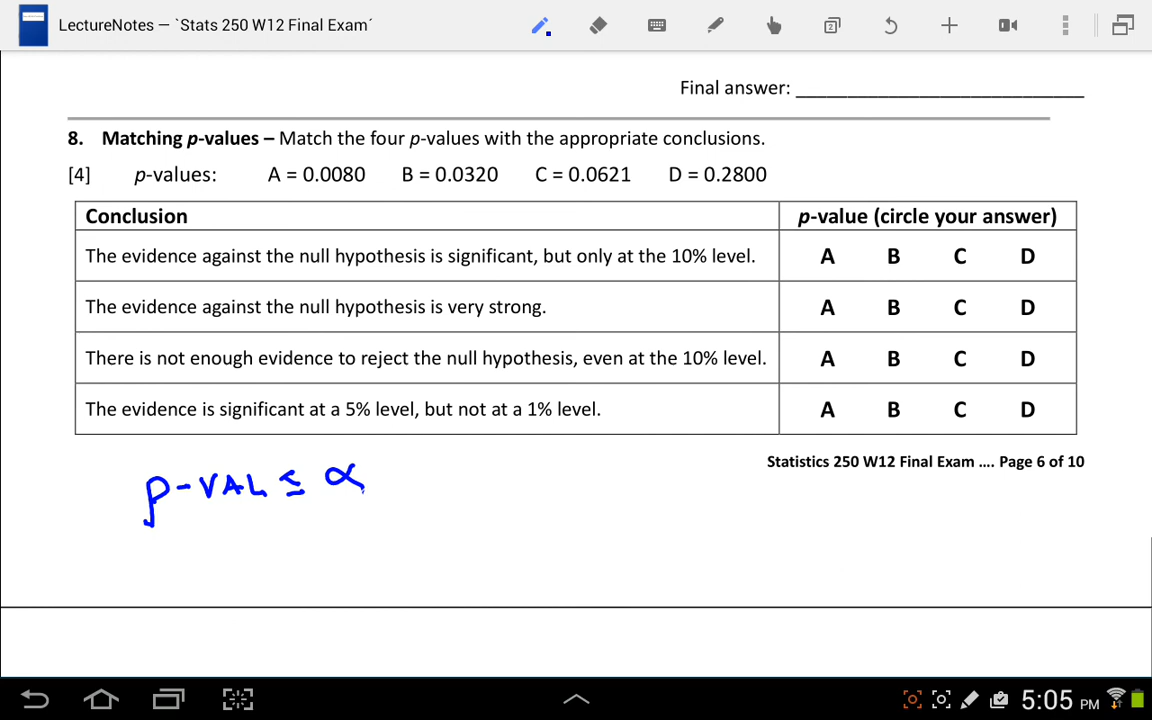 LectureNotes — `Stats 250 W12 Final Exam´
Final answer: ____________________________
8. Matching p-values – Match the four p-values with the appropriate conclusions.
[4] p-values: A = 0.0080 B = 0.0320 C = 0.0621 D = 0.2800
Conclusion p-value (circle your answer)
The evidence against the null hypothesis is significant, but only at the 10% level. A B C D
The evidence against the null hypothesis is very strong. A B C D
There is not enough evidence to reject the null hypothesis, even at the 10% level. A B C D
The evidence is significant at a 5% level, but not at a 1% level. A B C D
Statistics 250 W12 Final Exam .... Page 6 of 10
p-VAL ≤ α
5:05 PM